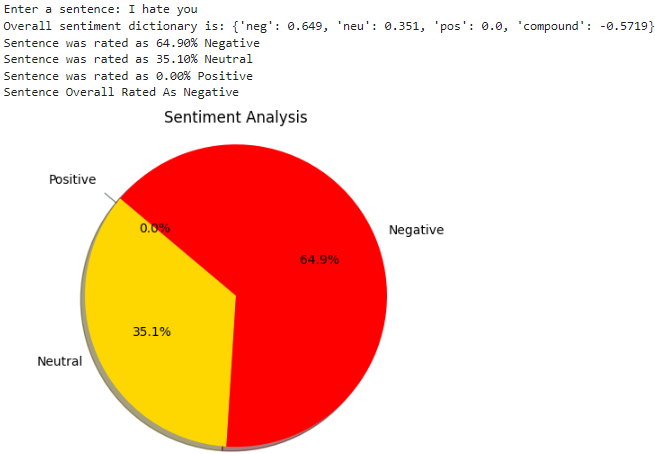 Enter a sentence: I hate you
Overall sentiment dictionary is: {'neg': 0.649, 'neu': 0.351, 'pos': 0.0, 'compound': -0.5719}
Sentence was rated as 64.90% Negative
Sentence was rated as 35.10% Neutral
Sentence was rated as 0.00% Positive
Sentence Overall Rated As Negative
Sentiment Analysis
Positive
0.0%
Negative
64.9%
35.1%
Neutral